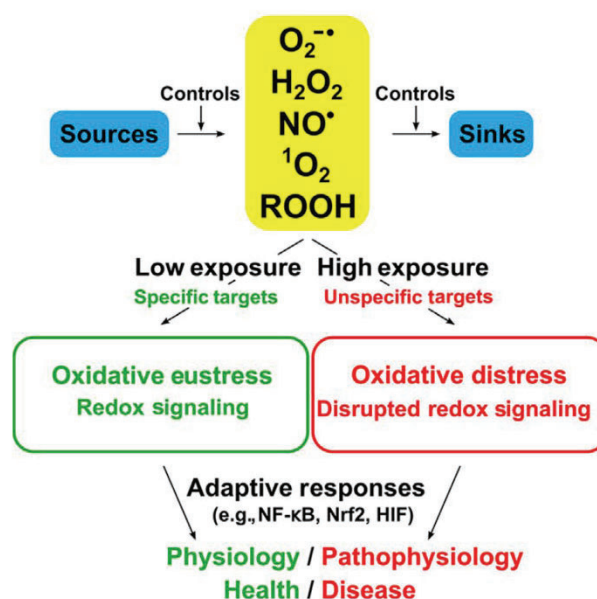 O₂⁻•
H₂O₂
NO•
¹O₂
ROOH
Controls
Controls
Sources
Sinks
Low exposure
High exposure
Specific targets
Unspecific targets
Oxidative eustress
Redox signaling
Oxidative distress
Disrupted redox signaling
Adaptive responses
(e.g., NF-κB, Nrf2, HIF)
Physiology / Pathophysiology
Health / Disease